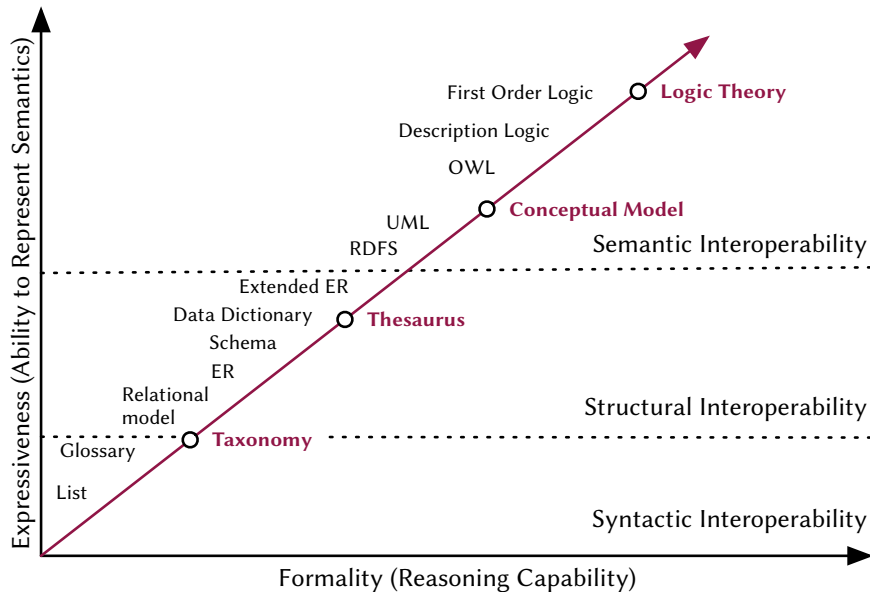 Expressiveness (Ability to Represent Semantics)
First Order Logic
Logic Theory
Description Logic
OWL
Conceptual Model
UML
RDFS
Semantic Interoperability
Extended ER
Data Dictionary
Thesaurus
Schema
ER
Relational
model
Structural Interoperability
Glossary
Taxonomy
List
Syntactic Interoperability
Formality (Reasoning Capability)